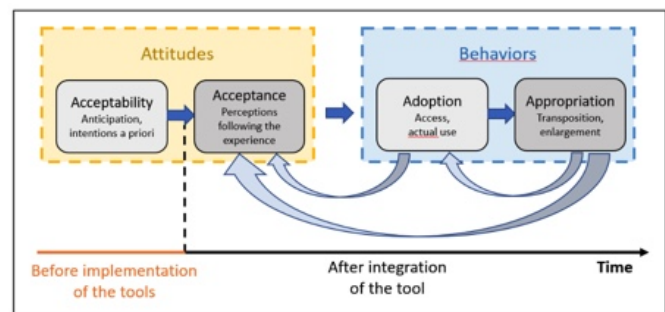 Attitudes
Behaviors
Acceptability
Anticipation,
intentions a priori
Acceptance
Perceptions
following the
experience
Adoption
Access,
actual use
Appropriation
Transposition,
enlargement
Before implementation
of the tools
After integration
of the tool
Time